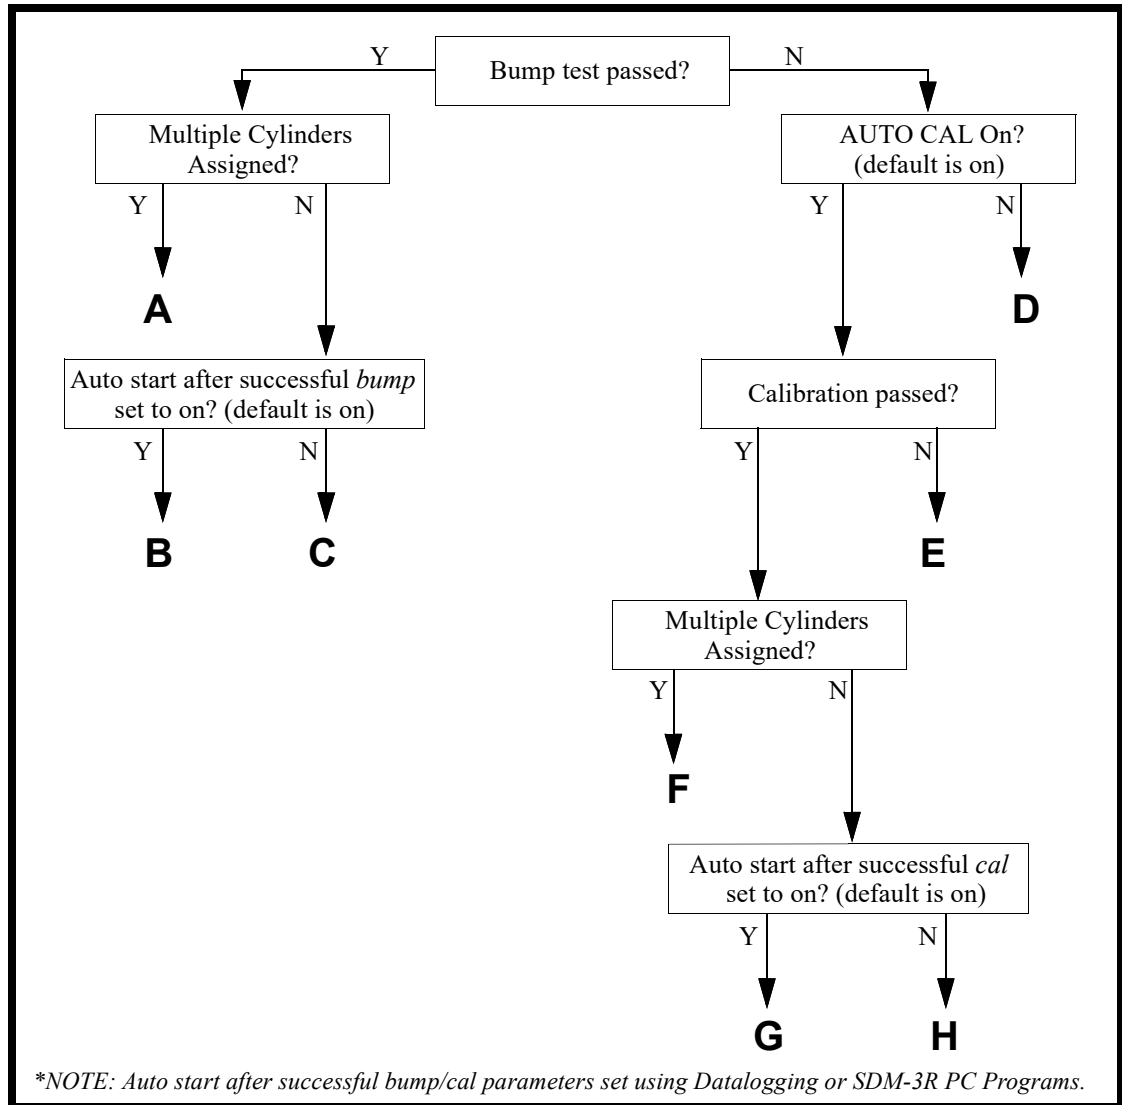 Y
Bump test passed?
N
Multiple Cylinders
Assigned?
AUTO CAL On?
(default is on)
Y
N
Y
N
A
D
Auto start after successful bump
set to on? (default is on)
Calibration passed?
Y
N
Y
N
B
C
E
Multiple Cylinders
Assigned?
Y
N
F
Auto start after successful cal
set to on? (default is on)
Y
N
G
H
*NOTE: Auto start after successful bump/cal parameters set using Datalogging or SDM-3R PC Programs.